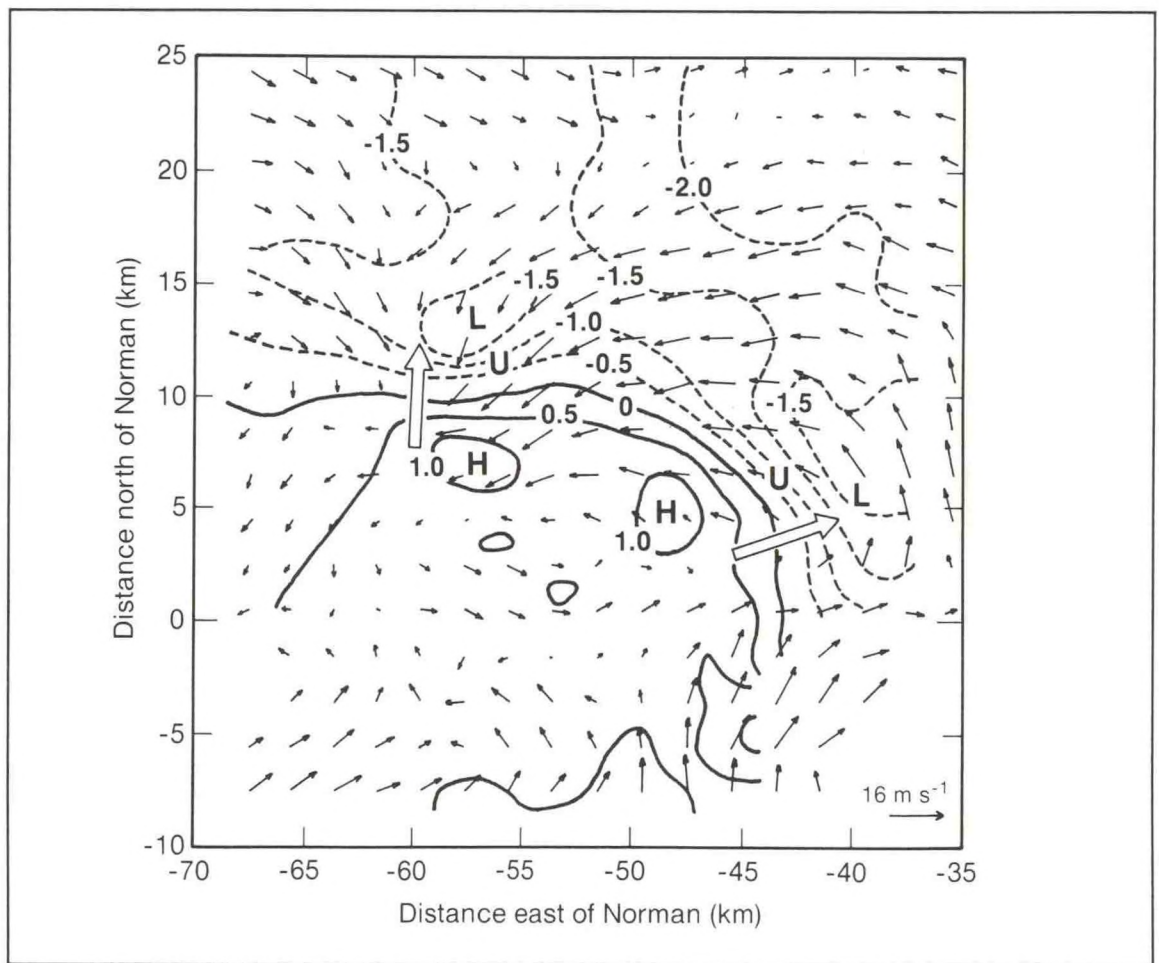 25
20
15
10
5
0
-5
-10
-70 -65 -60 -55 -50 -45 -40 -35
Distance north of Norman (km)
Distance east of Norman (km)
-1.5
-2.0
-1.5 -1.5
L
-1.0
U
-0.5
0
0.5
-1.5
1.0 H
U
L
H
1.0
16 m s⁻¹